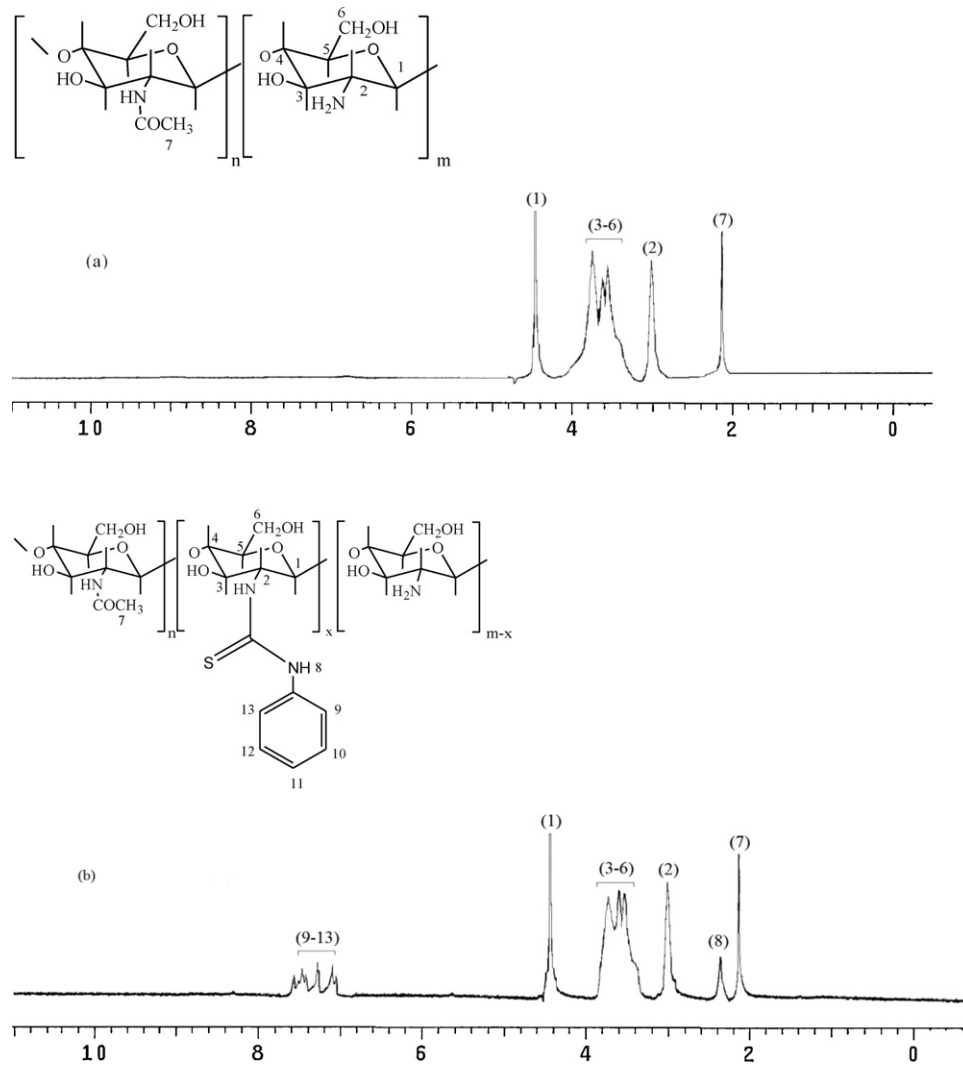 6
CH₂OH CH₂OH
O O 4 5 O 1
HO HO 3 2
HN H₂N
COCH₃
7
n m
(1) (3-6) (2) (7)
(a)
10 8 6 4 2 0
6
CH₂OH CH₂OH CH₂OH
O O 4 5 O 1 O O
HO HO 3 2 HO
HN HN H₂N
COCH₃
7
n x m-x
S NH 8
13 9
12 10
11
(1) (3-6) (2) (8) (7)
(b)
(9-13)
10 8 6 4 2 0